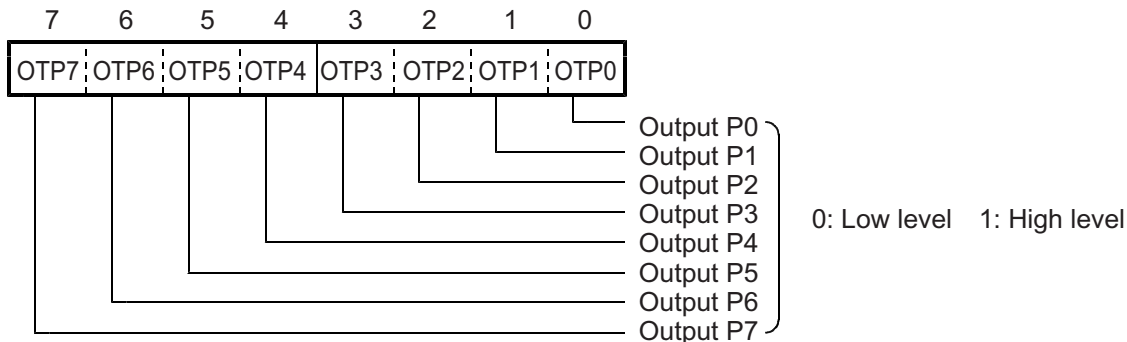 7 6 5 4 3 2 1 0
OTP7 OTP6 OTP5 OTP4 OTP3 OTP2 OTP1 OTP0
Output P0
Output P1
Output P2
Output P3
0: Low level 1: High level
Output P4
Output P5
Output P6
Output P7